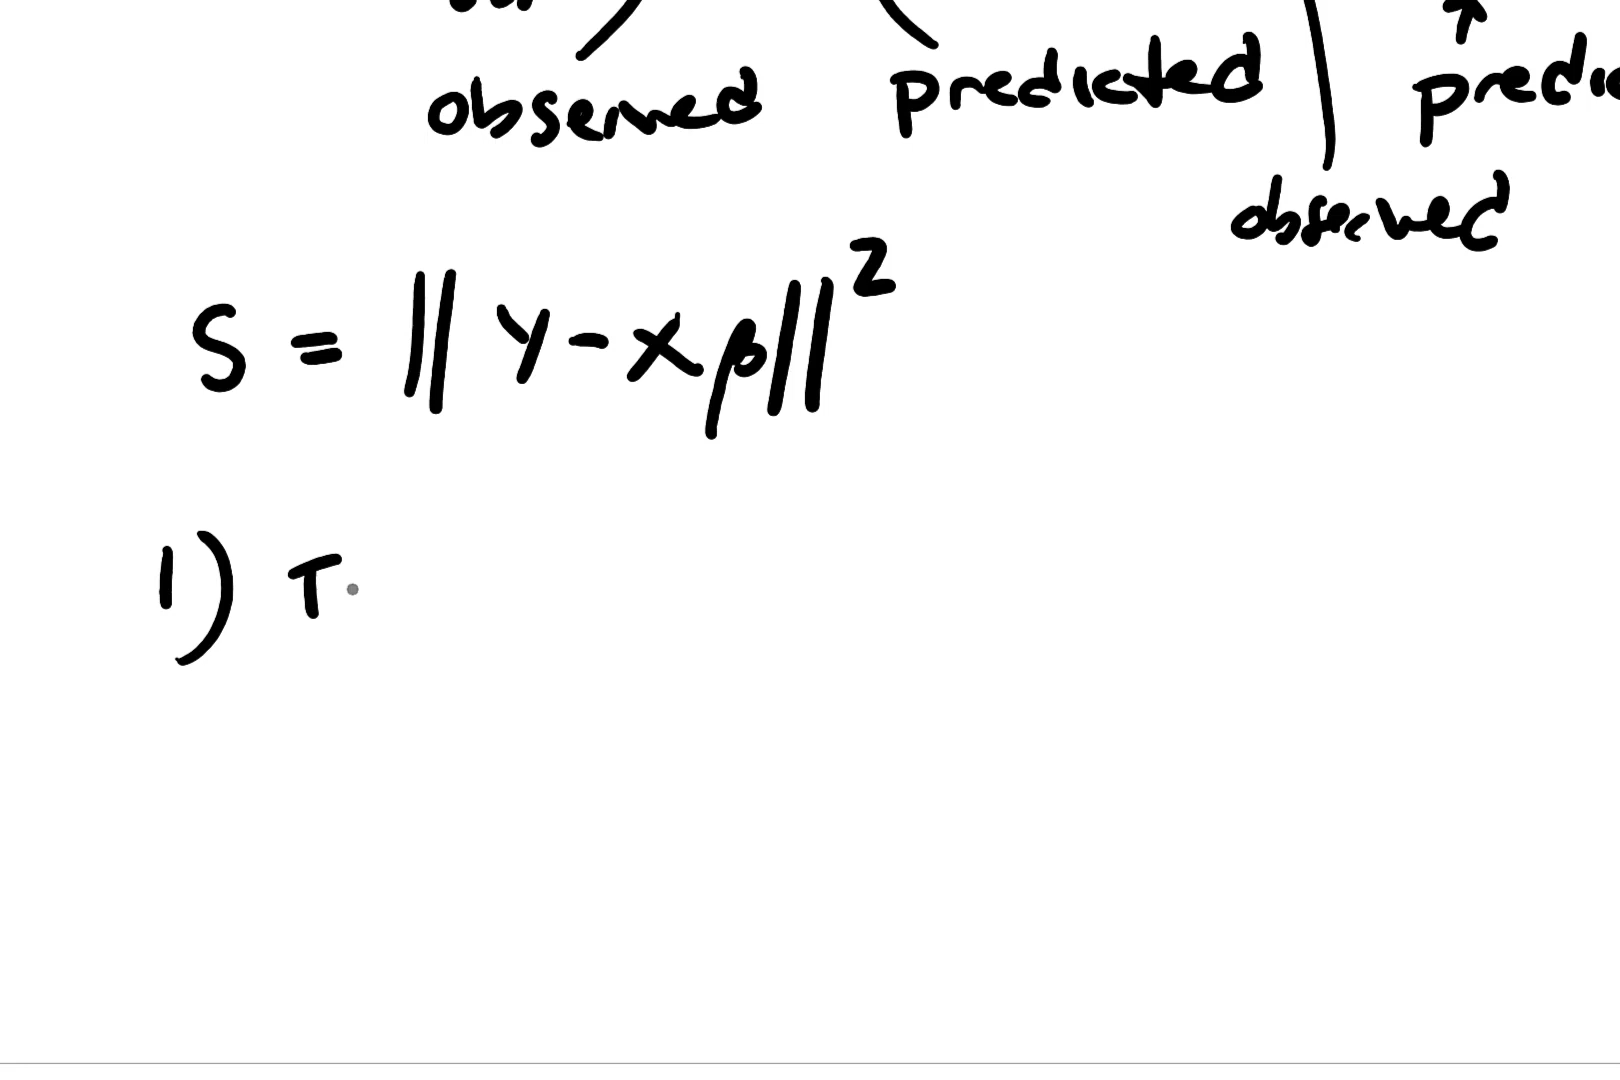 observed predicted predic
observed
S = || Y - Xβ ||²
1) T